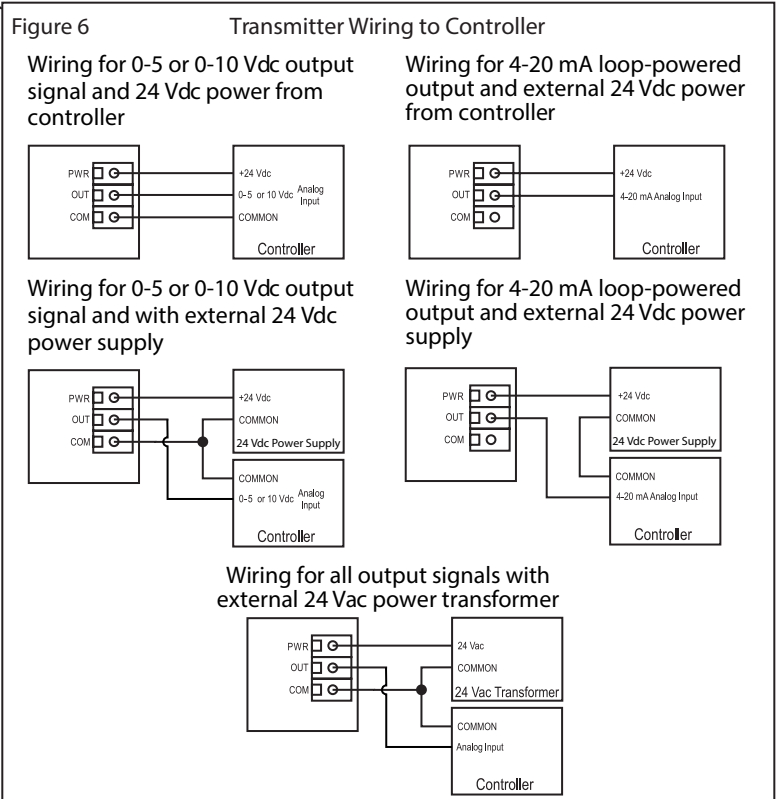 Figure 6
Transmitter Wiring to Controller
Wiring for 0-5 or 0-10 Vdc output
signal and 24 Vdc power from
controller
PWR
OUT
COM
+24 Vdc
0-5 or 10 Vdc Analog
Input
COMMON
Controller
Wiring for 4-20 mA loop-powered
output and external 24 Vdc power
from controller
PWR
OUT
COM
+24 Vdc
4-20 mA Analog Input
Controller
Wiring for 0-5 or 0-10 Vdc output
signal and with external 24 Vdc
power supply
PWR
OUT
COM
+24 Vdc
COMMON
24 Vdc Power Supply
COMMON
0-5 or 10 Vdc Analog
Input
Controller
Wiring for 4-20 mA loop-powered
output and external 24 Vdc power
supply
PWR
OUT
COM
+24 Vdc
COMMON
24 Vdc Power Supply
COMMON
4-20 mA Analog Input
Controller
Wiring for all output signals with
external 24 Vac power transformer
PWR
OUT
COM
24 Vac
COMMON
24 Vac Transformer
COMMON
Analog Input
Controller